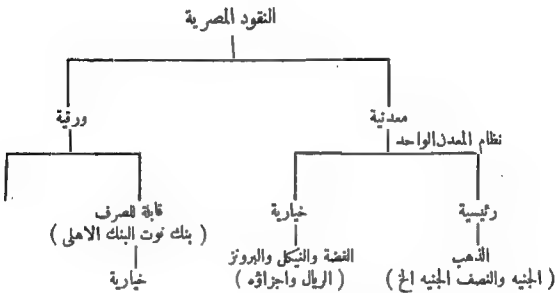 النقود المصرية
معدنية
ورقية
نظام المعدن الواحد
رئيسية
خيارية
قابلة للصرف
( بنك نوت البنك الاهلى )
الذهب
( الجنيه والنصف الجنيه الخ )
الفضة والنيكل والبرونز
( الريال واجزاؤه )
خيارية